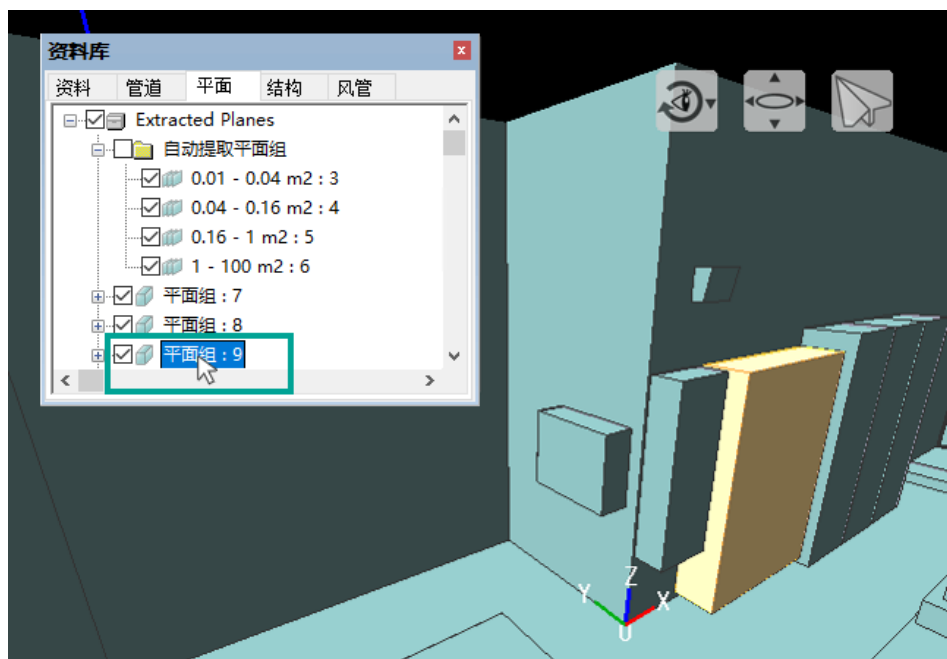 资料库
资料 管道 平面 结构 风管
Extracted Planes
自动提取平面组
0.01 - 0.04 m2 : 3
0.04 - 0.16 m2 : 4
0.16 - 1 m2 : 5
1 - 100 m2 : 6
平面组 : 7
平面组 : 8
平面组 : 9
Z
Y
X
U